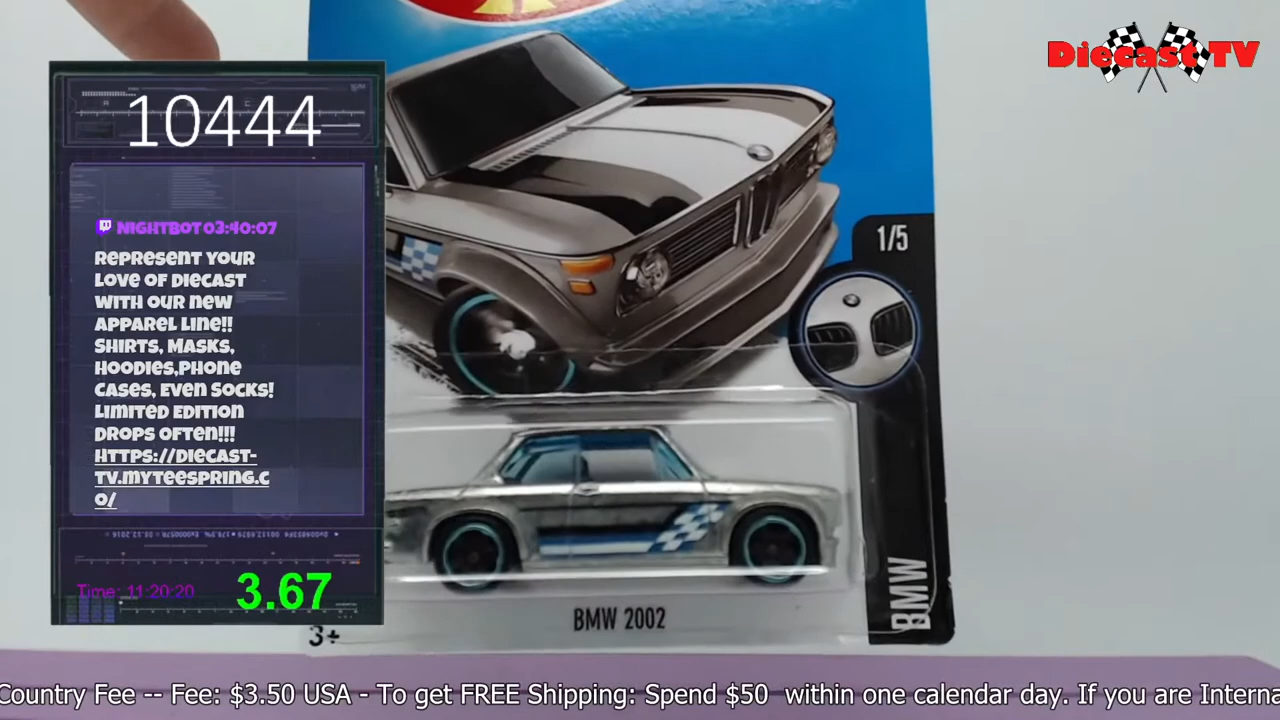 Diecast TV
10444
NIGHTBOT 03:40:07
REPRESENT YOUR
LOVE OF DIECAST
WITH OUR NEW
APPAREL LINE!!
SHIRTS, MASKS,
HOODIES,PHONE
CASES, EVEN SOCKS!
LIMITED EDITION
DROPS OFTEN!!!
HTTPS://DIECAST-
TV.MYTEESPRING.C
O/
Time: 11:20:20
3.67
1/5
BMW
BMW 2002
3+
Country Fee -- Fee: $3.50 USA - To get FREE Shipping: Spend $50 within one calendar day. If you are Interna